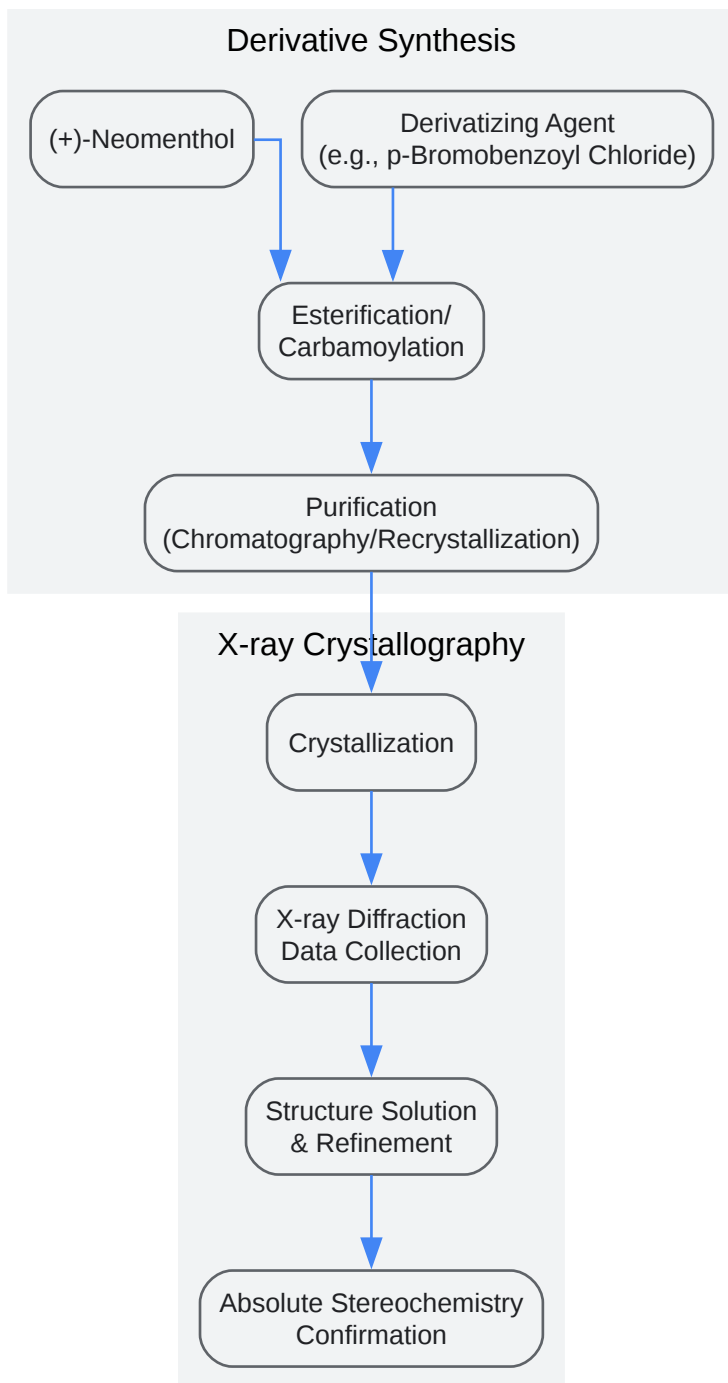 Derivative Synthesis
(+)-Neomenthol
Derivatizing Agent
(e.g., p-Bromobenzoyl Chloride)
Esterification/
Carbamoylation
Purification
(Chromatography/Recrystallization)
X-ray Crystallography
Crystallization
X-ray Diffraction
Data Collection
Structure Solution
& Refinement
Absolute Stereochemistry
Confirmation